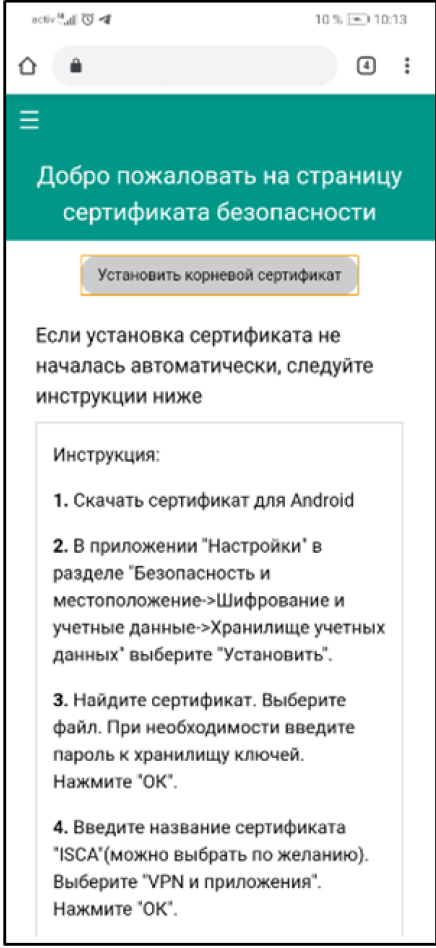 activ 10 % 10:13
4
Добро пожаловать на страницу
сертификата безопасности
Установить корневой сертификат
Если установка сертификата не
началась автоматически, следуйте
инструкции ниже
Инструкция:
1. Скачать сертификат для Android
2. В приложении "Настройки" в
разделе "Безопасность и
местоположение->Шифрование и
учетные данные->Хранилище учетных
данных" выберите "Установить".
3. Найдите сертификат. Выберите
файл. При необходимости введите
пароль к хранилищу ключей.
Нажмите "ОК".
4. Введите название сертификата
"ISCA"(можно выбрать по желанию).
Выберите "VPN и приложения".
Нажмите "ОК".